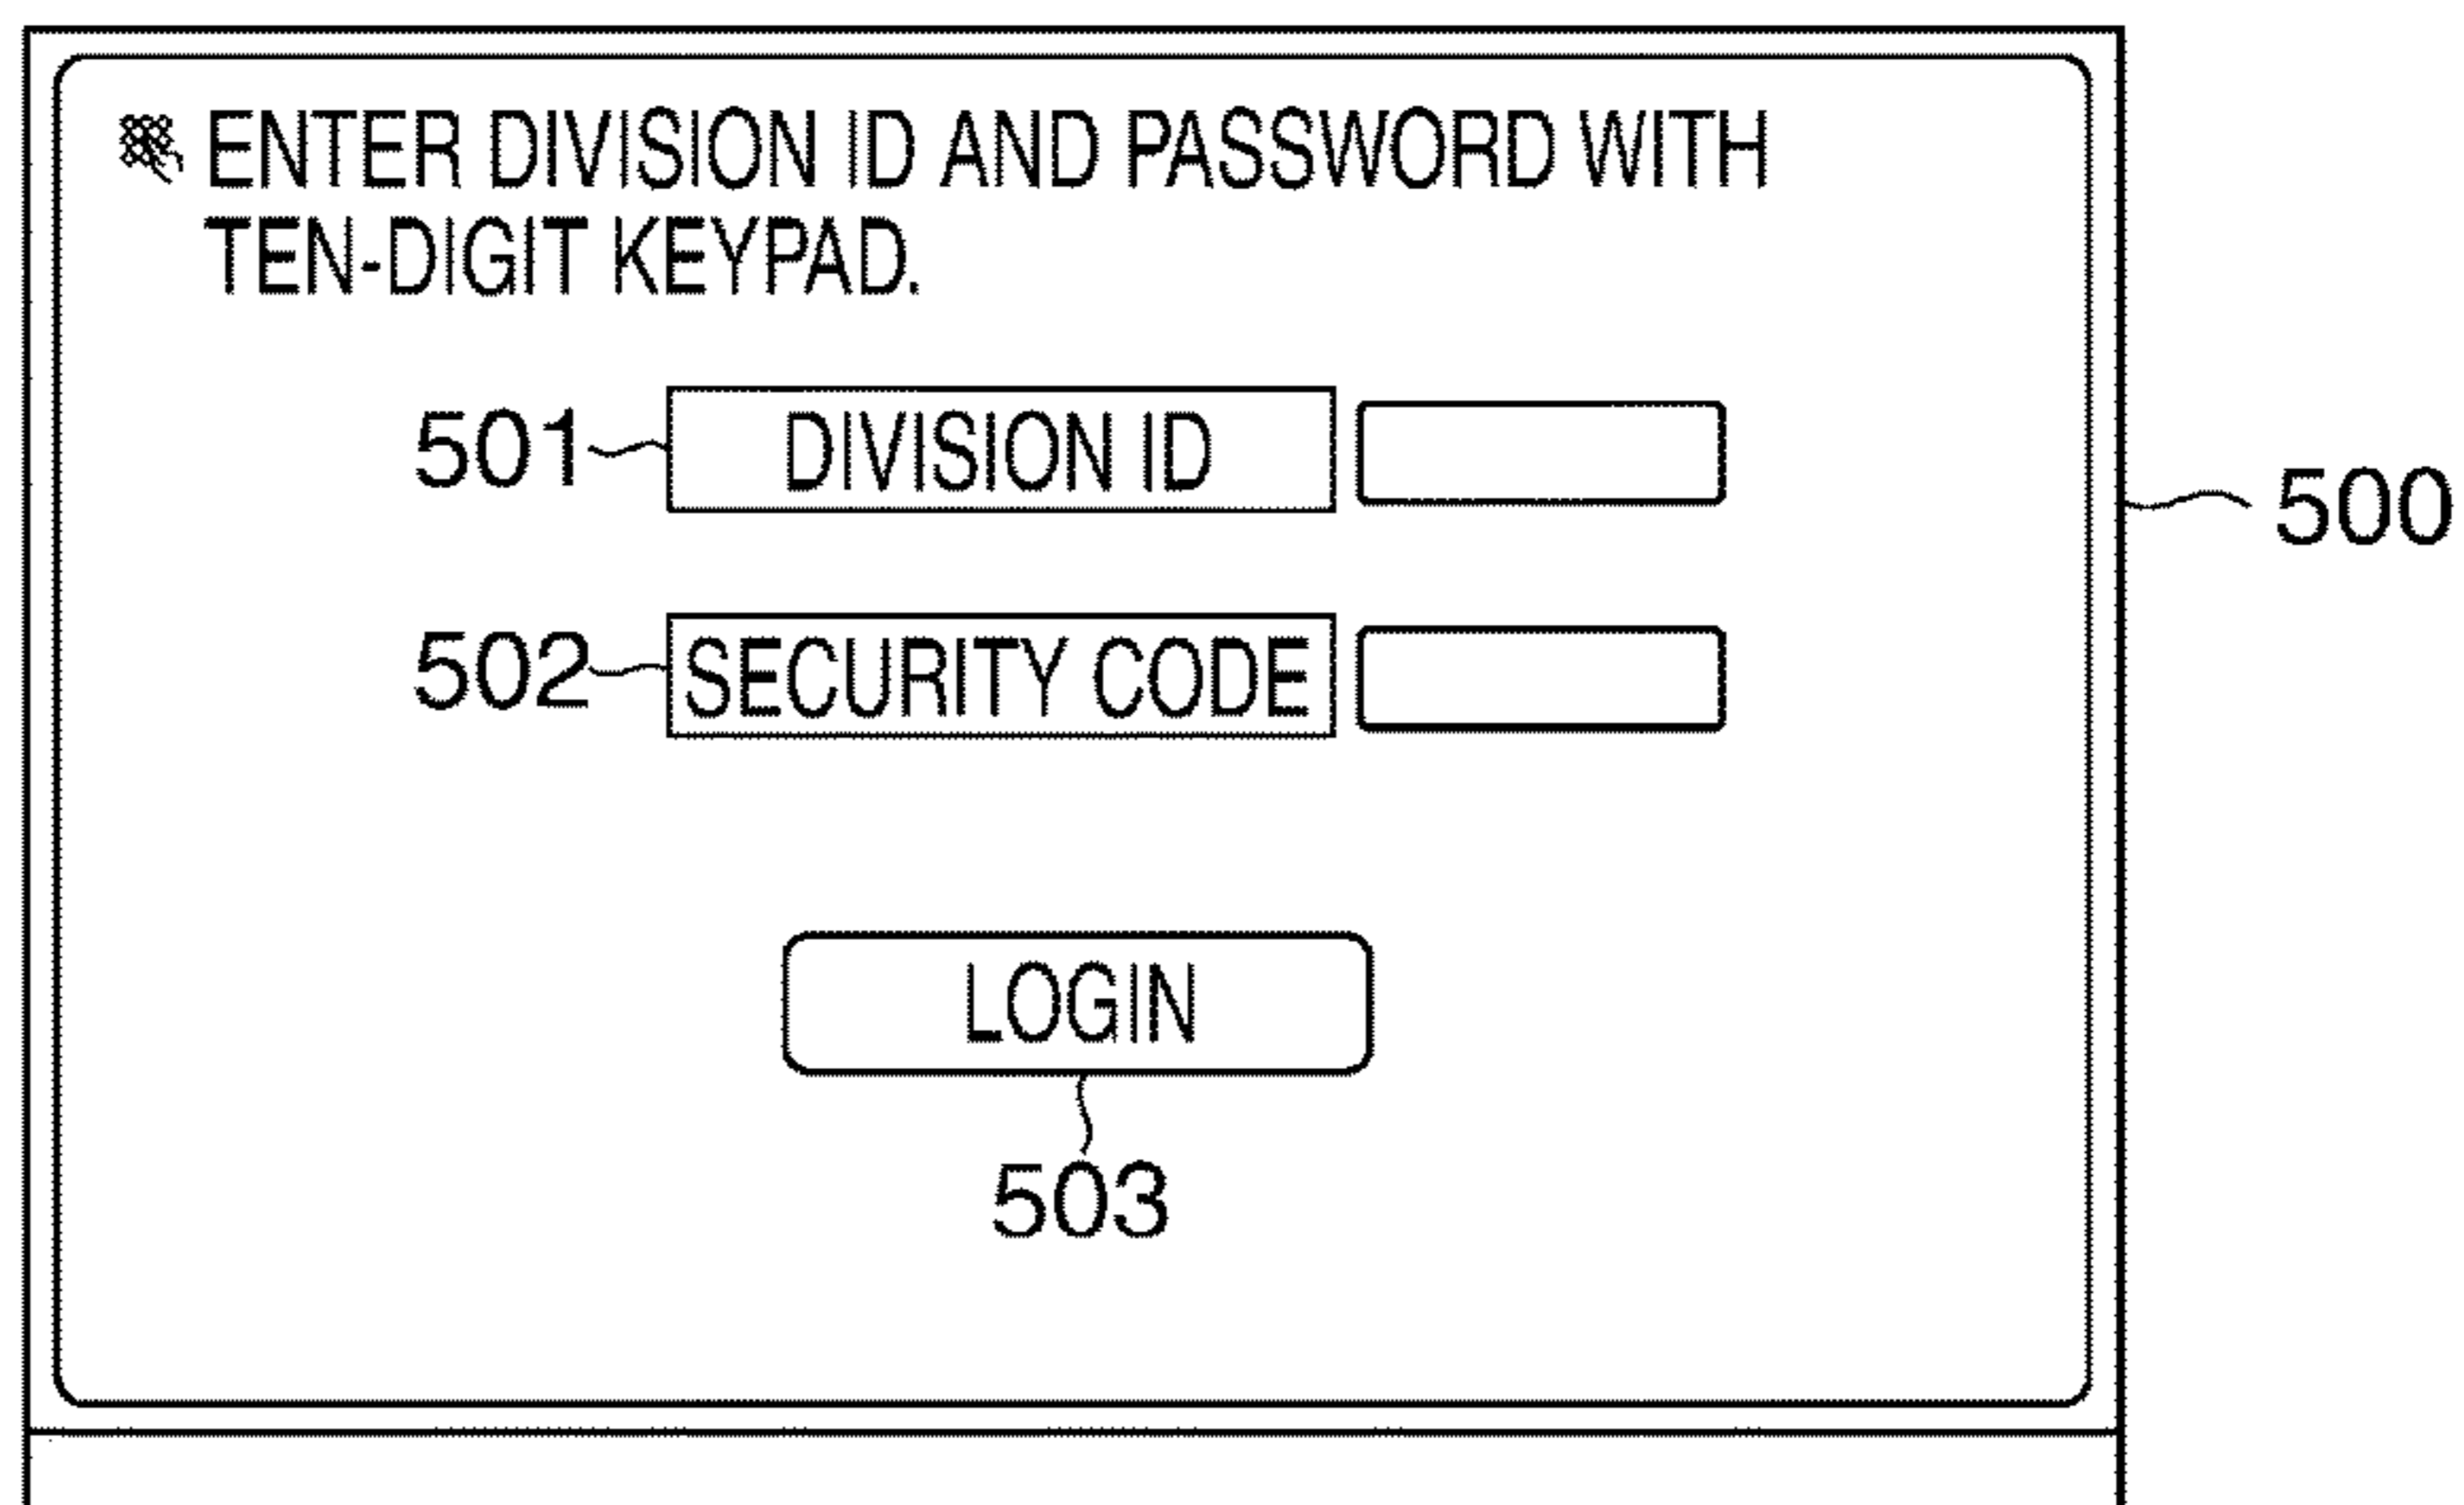 ENTER DIVISION ID AND PASSWORD WITH
TEN-DIGIT KEYPAD.
501 DIVISION ID
500
502 SECURITY CODE
LOGIN
503